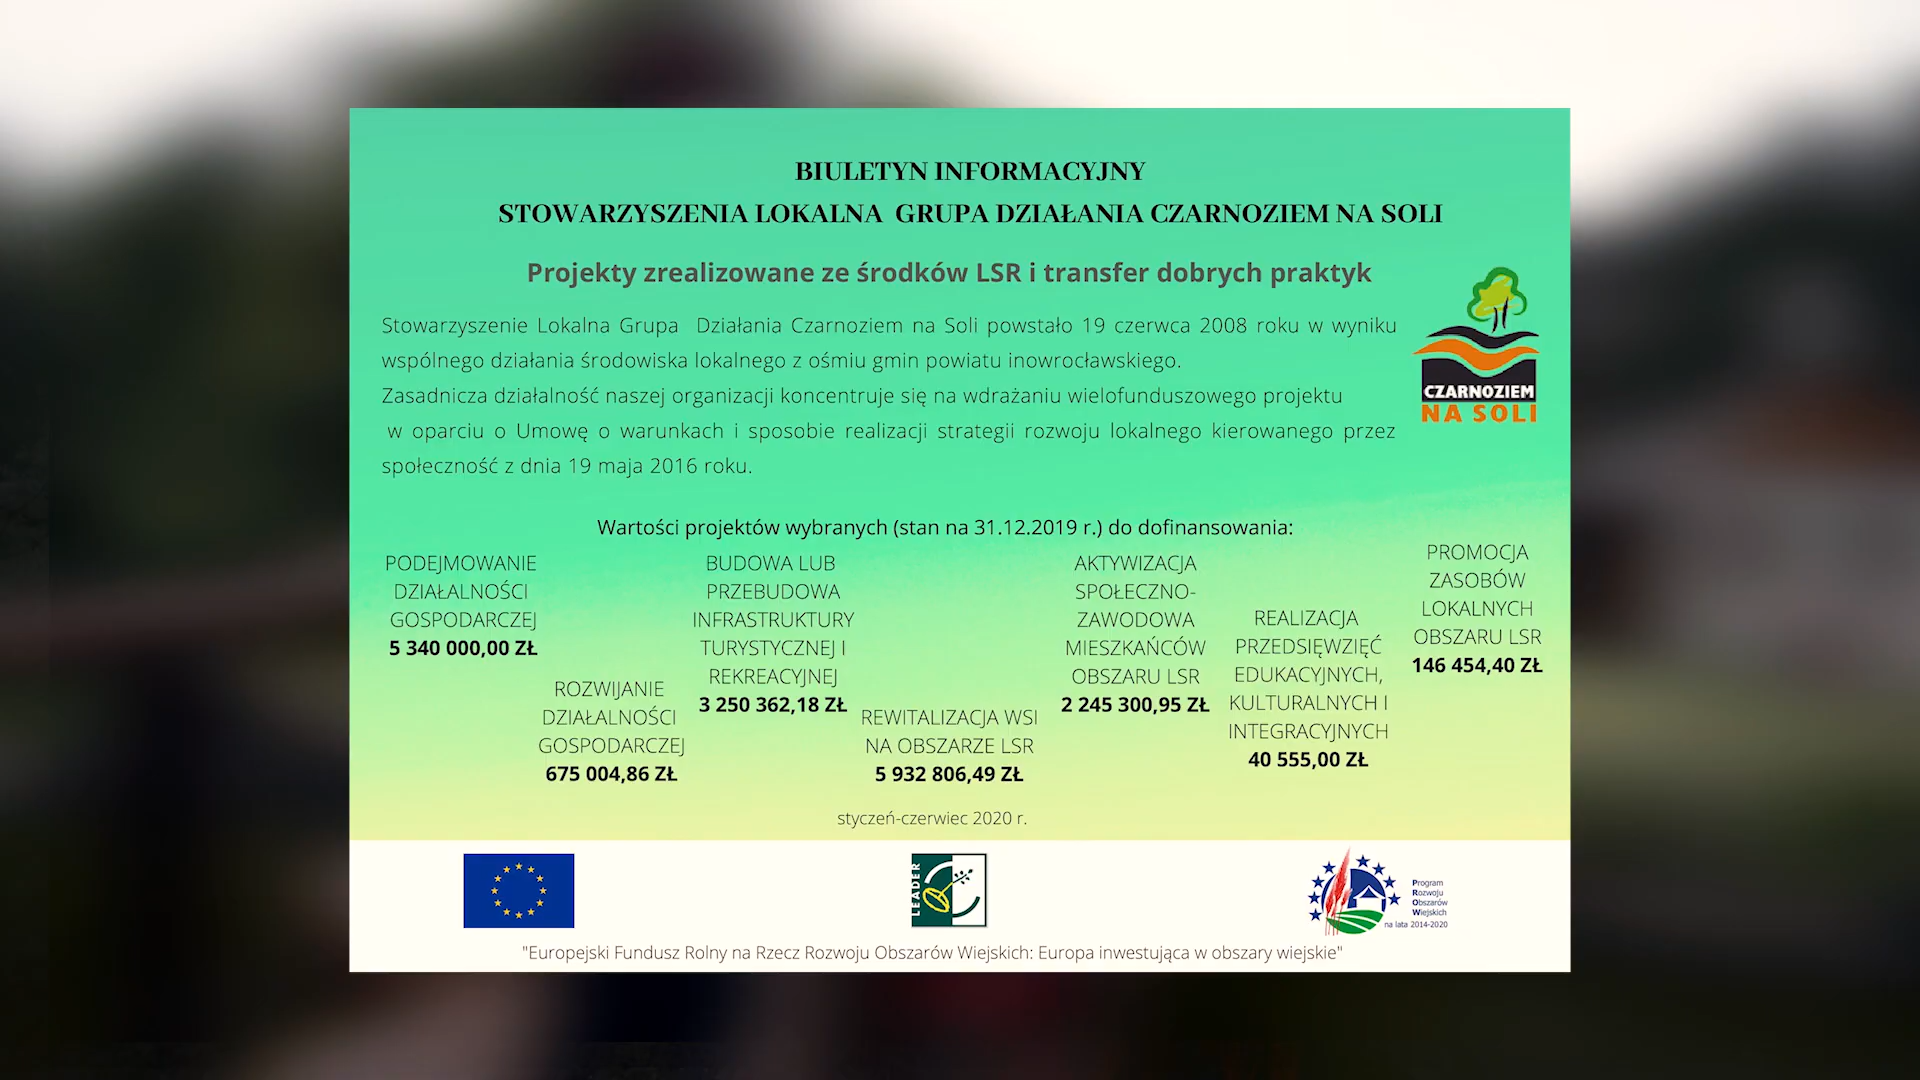 BIULETYN INFORMACYJNY
STOWARZYSZENIA LOKALNA GRUPA DZIAŁANIA CZARNOZIEM NA SOLI
Projekty zrealizowane ze środków LSR i transfer dobrych praktyk
Stowarzyszenie Lokalna Grupa Działania Czarnoziem na Soli powstało 19 czerwca 2008 roku w wyniku
wspólnego działania środowiska lokalnego z ośmiu gmin powiatu inowrocławskiego.
Zasadnicza działalność naszej organizacji koncentruje się na wdrażaniu wielofunduszowego projektu
w oparciu o Umowę o warunkach i sposobie realizacji strategii rozwoju lokalnego kierowanego przez
społeczność z dnia 19 maja 2016 roku.
CZARNOZIEM
NA SOLI
Wartości projektów wybranych (stan na 31.12.2019 r.) do dofinansowania:
PODEJMOWANIE
DZIAŁALNOŚCI
GOSPODARCZEJ
5 340 000,00 ZŁ
ROZWIJANIE
DZIAŁALNOŚCI
GOSPODARCZEJ
675 004,86 ZŁ
BUDOWA LUB
PRZEBUDOWA
INFRASTRUKTURY
TURYSTYCZNEJ I
REKREACYJNEJ
3 250 362,18 ZŁ
REWITALIZACJA WSI
NA OBSZARZE LSR
5 932 806,49 ZŁ
AKTYWIZACJA
SPOŁECZNO-
ZAWODOWA
MIESZKAŃCÓW
OBSZARU LSR
2 245 300,95 ZŁ
REALIZACJA
PRZEDSIĘWZIĘĆ
EDUKACYJNYCH,
KULTURALNYCH I
INTEGRACYJNYCH
40 555,00 ZŁ
PROMOCJA
ZASOBÓW
LOKALNYCH
OBSZARU LSR
146 454,40 ZŁ
styczeń-czerwiec 2020 r.
LEADER
Program
Rozwoju
Obszarów
Wiejskich
na lata 2014-2020
"Europejski Fundusz Rolny na Rzecz Rozwoju Obszarów Wiejskich: Europa inwestująca w obszary wiejskie"